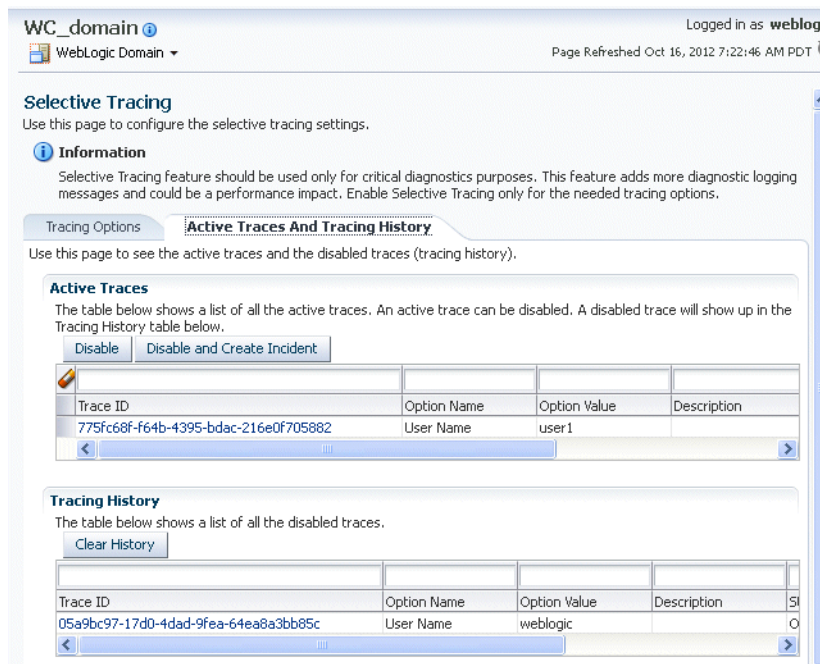 WC_domain
Logged in as weblog
WebLogic Domain
Page Refreshed Oct 16, 2012 7:22:46 AM PDT
Selective Tracing
Use this page to configure the selective tracing settings.
Information
Selective Tracing feature should be used only for critical diagnostics purposes. This feature adds more diagnostic logging
messages and could be a performance impact. Enable Selective Tracing only for the needed tracing options.
Tracing Options Active Traces And Tracing History
Use this page to see the active traces and the disabled traces (tracing history).
Active Traces
The table below shows a list of all the active traces. An active trace can be disabled. A disabled trace will show up in the
Tracing History table below.
Disable Disable and Create Incident
Trace ID Option Name Option Value Description
775fc68f-f64b-4395-bdac-216e0f705882 User Name user1
Tracing History
The table below shows a list of all the disabled traces.
Clear History
Trace ID Option Name Option Value Description
05a9bc97-17d0-4dad-9fea-64ea8a3bb85c User Name weblogic